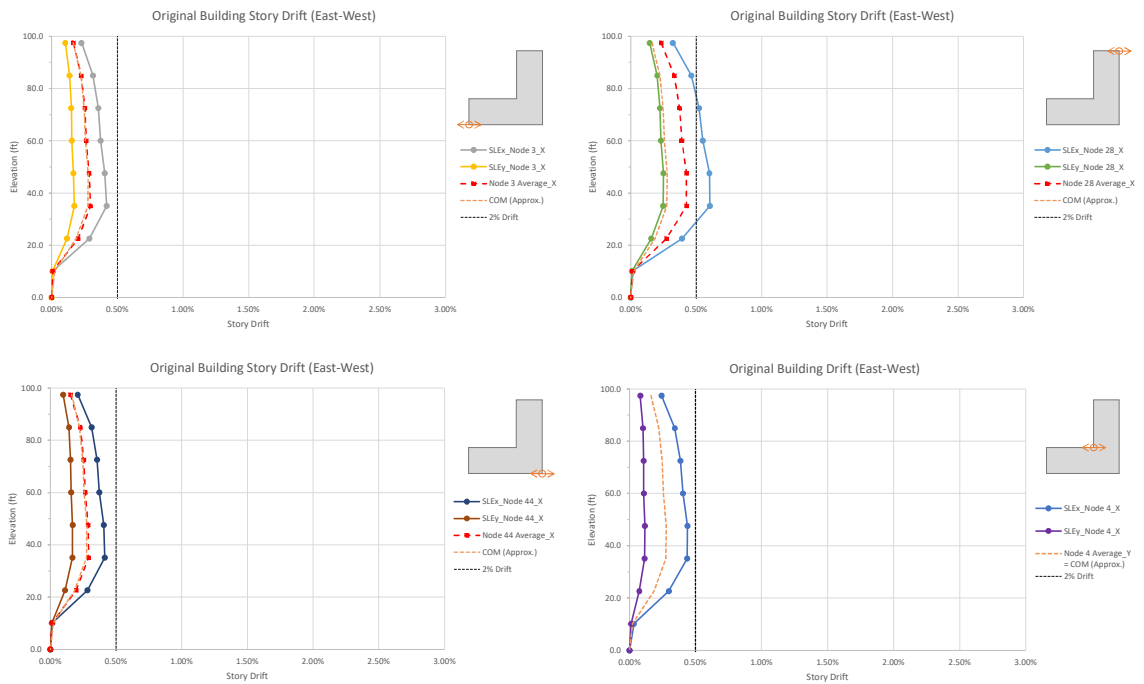 Original Building Story Drift (East-West)
100.0
80.0
60.0
40.0
20.0
0.0
Elevation (ft)
0.00%
0.50%
1.00%
1.50%
2.00%
2.50%
3.00%
Story Drift
SLEx_Node 3_X
SLEy_Node 3_X
Node 3 Average_X
COM (Approx.)
2% Drift
Original Building Story Drift (East-West)
100.0
80.0
60.0
40.0
20.0
0.0
Elevation (ft)
0.00%
0.50%
1.00%
1.50%
2.00%
2.50%
3.00%
Story Drift
SLEx_Node 28_X
SLEy_Node 28_X
Node 28 Average_X
COM (Approx.)
2% Drift
Original Building Story Drift (East-West)
100.0
80.0
60.0
40.0
20.0
0.0
Elevation (ft)
0.00%
0.50%
1.00%
1.50%
2.00%
2.50%
3.00%
Story Drift
SLEx_Node 44_X
SLEy_Node 44_X
Node 44 Average_X
COM (Approx.)
2% Drift
Original Building Drift (East-West)
100.0
80.0
60.0
40.0
20.0
0.0
Elevation (ft)
0.00%
0.50%
1.00%
1.50%
2.00%
2.50%
3.00%
Story Drift
SLEx_Node 4_X
SLEy_Node 4_X
Node 4 Average_Y
= COM (Approx.)
2% Drift